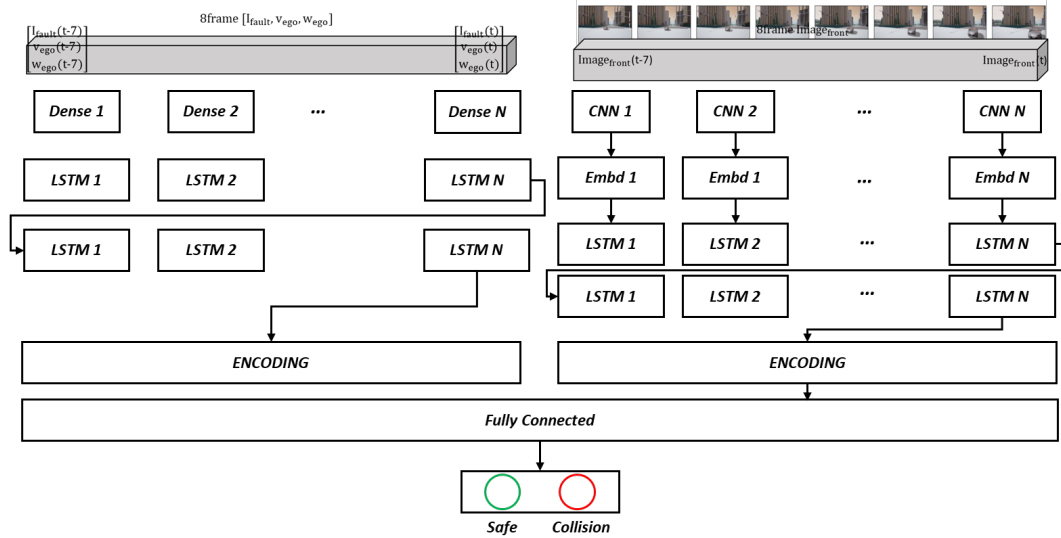 8frame [I_fault, v_ego, w_ego]
8frame Image_front
[I_fault(t-7)
v_ego(t-7)
w_ego(t-7)]
[I_fault(t)
v_ego(t)
w_ego(t)]
Image_front(t-7)
Image_front(t)
Dense 1
Dense 2
...
Dense N
CNN 1
CNN 2
...
CNN N
LSTM 1
LSTM 2
LSTM N
Embd 1
Embd 1
...
Embd N
LSTM 1
LSTM 2
LSTM N
LSTM 1
LSTM 2
...
LSTM N
LSTM 1
LSTM 2
...
LSTM N
ENCODING
ENCODING
Fully Connected
Safe
Collision